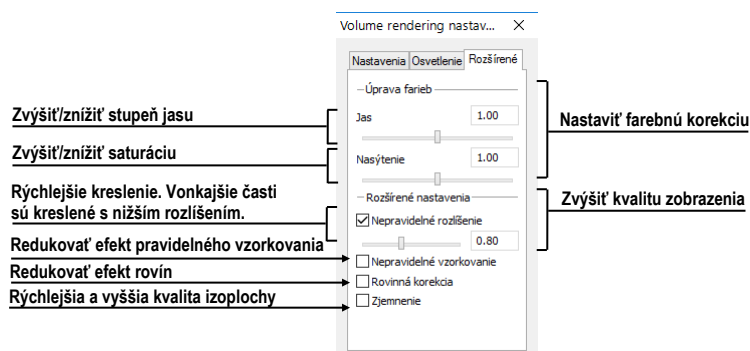 Volume rendering nastav...
Nastavenia Osvetlenie Rozšírené
Úprava farieb
Zvýšiť/znížiť stupeň jasu
Jas 1.00
Nastaviť farebnú korekciu
Zvýšiť/znížiť saturáciu
Nasýtenie 1.00
Rýchlejšie kreslenie. Vonkajšie časti
sú kreslené s nižším rozlíšením.
Rozšírené nastavenia
Zvýšiť kvalitu zobrazenia
Nepravidelné rozlíšenie
0.80
Redukovať efekt pravidelného vzorkovania
Nepravidelné vzorkovanie
Redukovať efekt rovín
Rovinná korekcia
Rýchlejšia a vyššia kvalita izoplochy
Zjemnenie